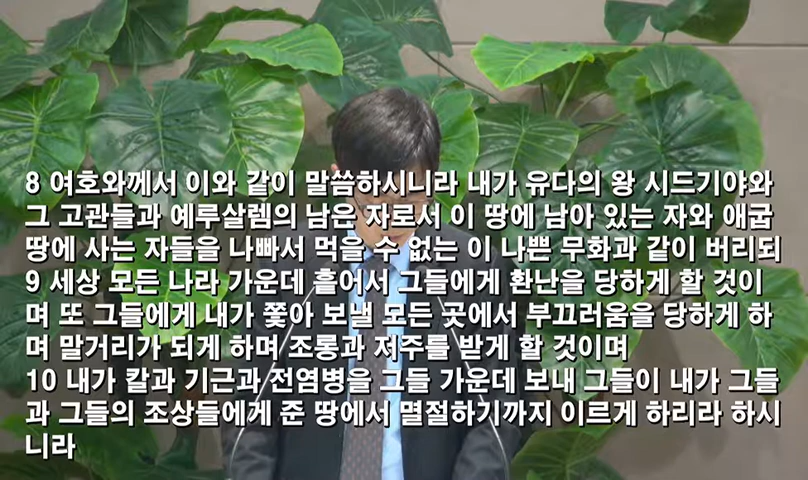 8 여호와께서 이와 같이 말씀하시니라 내가 유다의 왕 시드기야와
그 고관들과 예루살렘의 남은 자로서 이 땅에 남아 있는 자와 애굽
땅에 사는 자들을 나빠서 먹을 수 없는 이 나쁜 무화과 같이 버리되
9 세상 모든 나라 가운데 흩어서 그들에게 환난을 당하게 할 것이
며 또 그들에게 내가 쫓아 보낼 모든 곳에서 부끄러움을 당하게 하
며 말거리가 되게 하며 조롱과 저주를 받게 할 것이며
10 내가 칼과 기근과 전염병을 그들 가운데 보내 그들이 내가 그들
과 그들의 조상들에게 준 땅에서 멸절하기까지 이르게 하리라 하시
니라